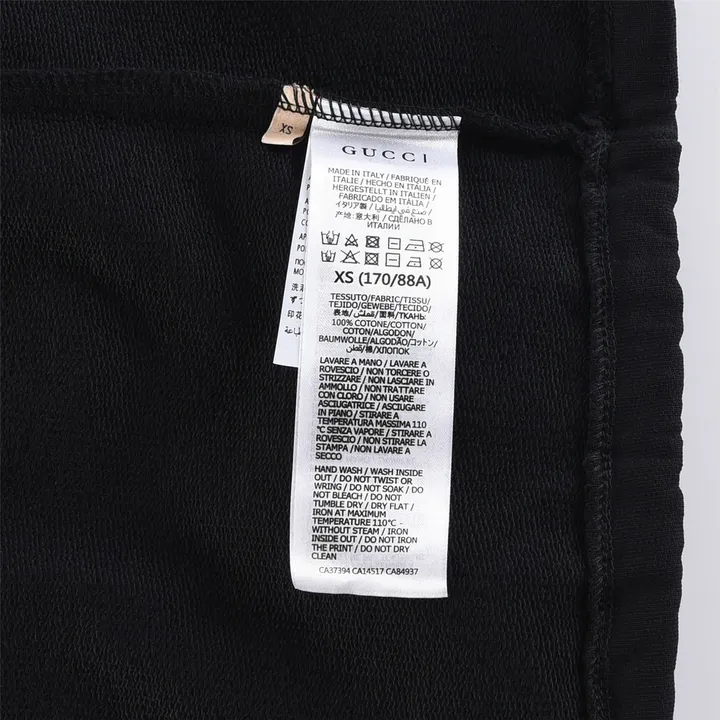 XS
GUCCI
MADE IN ITALY / FABRIQUÉ EN
ITALIE / HECHO EN ITALIA /
HERGESTELLT IN ITALIEN /
FABRICADO EM ITÁLIA /
イタリア製 / صنع في ايطاليا /
产地: 意大利 / СДЕЛАНО В
ИТАЛИИ
XS (170/88A)
TESSUTO/FABRIC/TISSU/
TEJIDO/GEWEBE/TECIDO/
表地/قماش/面料/ТКАНЬ:
100% COTONE/COTTON/
COTON/ALGODON/
BAUMWOLLE/ALGODÃO/コットン/
قطن/棉/ХЛОПОК
LAVARE A MANO / LAVARE A
ROVESCIO / NON TORCERE O
STRIZZARE / NON LASCIARE IN
AMMOLLO / NON TRATTARE
CON CLORO / NON USARE
ASCIUGATRICE / ASCIUGARE
IN PIANO / STIRARE A
TEMPERATURA MASSIMA 110
°C SENZA VAPORE / STIRARE A
ROVESCIO / NON STIRARE LA
STAMPA /NON LAVARE A
SECCO
HAND WASH / WASH INSIDE
OUT / DO NOT TWIST OR
WRING / DO NOT SOAK / DO
NOT BLEACH / DO NOT
TUMBLE DRY / DRY FLAT /
IRON AT MAXIMUM
TEMPERATURE 110°C -
WITHOUT STEAM / IRON
INSIDE OUT / DO NOT IRON
THE PRINT / DO NOT DRY
CLEAN
CA37394 CA14517 CA84937